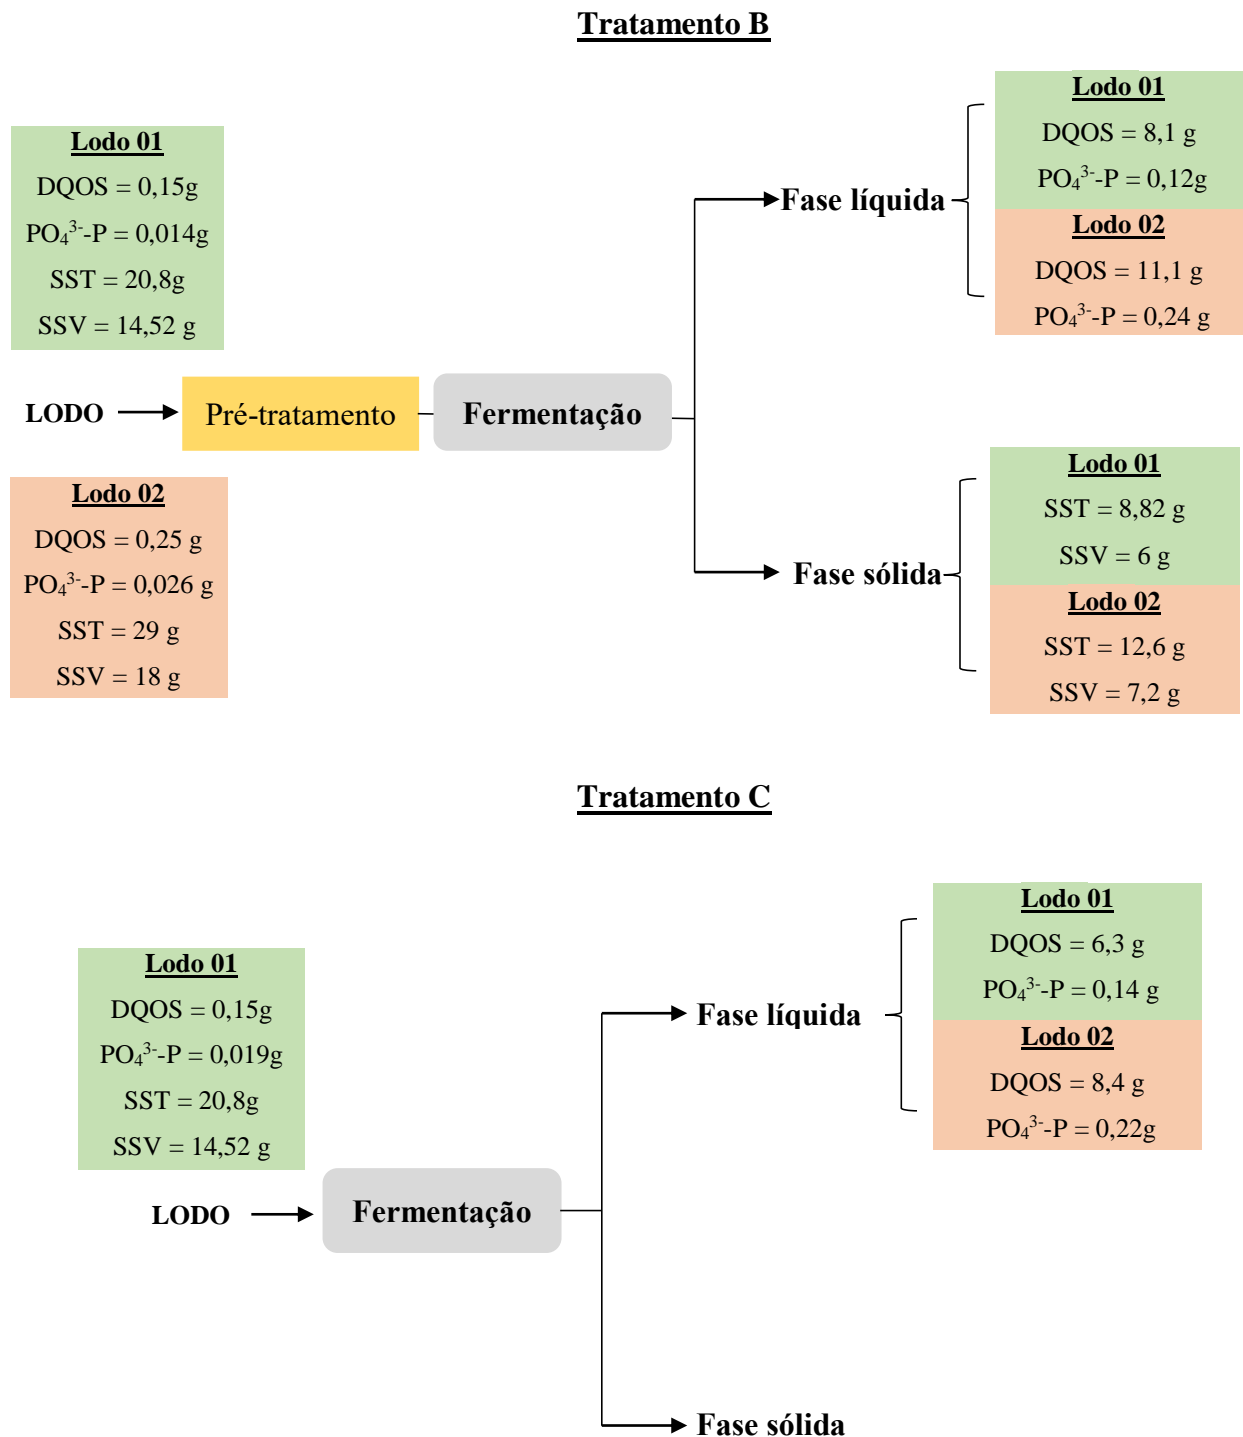 Tratamento B
Lodo 01
DQOS = 0,15g
PO₄³⁻-P = 0,014g
SST = 20,8g
SSV = 14,52 g
LODO
Pré-tratamento
Fermentação
Lodo 02
DQOS = 0,25 g
PO₄³⁻-P = 0,026 g
SST = 29 g
SSV = 18 g
Fase líquida
Lodo 01
DQOS = 8,1 g
PO₄³⁻-P = 0,12g
Lodo 02
DQOS = 11,1 g
PO₄³⁻-P = 0,24 g
Fase sólida
Lodo 01
SST = 8,82 g
SSV = 6 g
Lodo 02
SST = 12,6 g
SSV = 7,2 g
Tratamento C
Lodo 01
DQOS = 0,15g
PO₄³⁻-P = 0,019g
SST = 20,8g
SSV = 14,52 g
LODO
Fermentação
Fase líquida
Lodo 01
DQOS = 6,3 g
PO₄³⁻-P = 0,14 g
Lodo 02
DQOS = 8,4 g
PO₄³⁻-P = 0,22g
Fase sólida